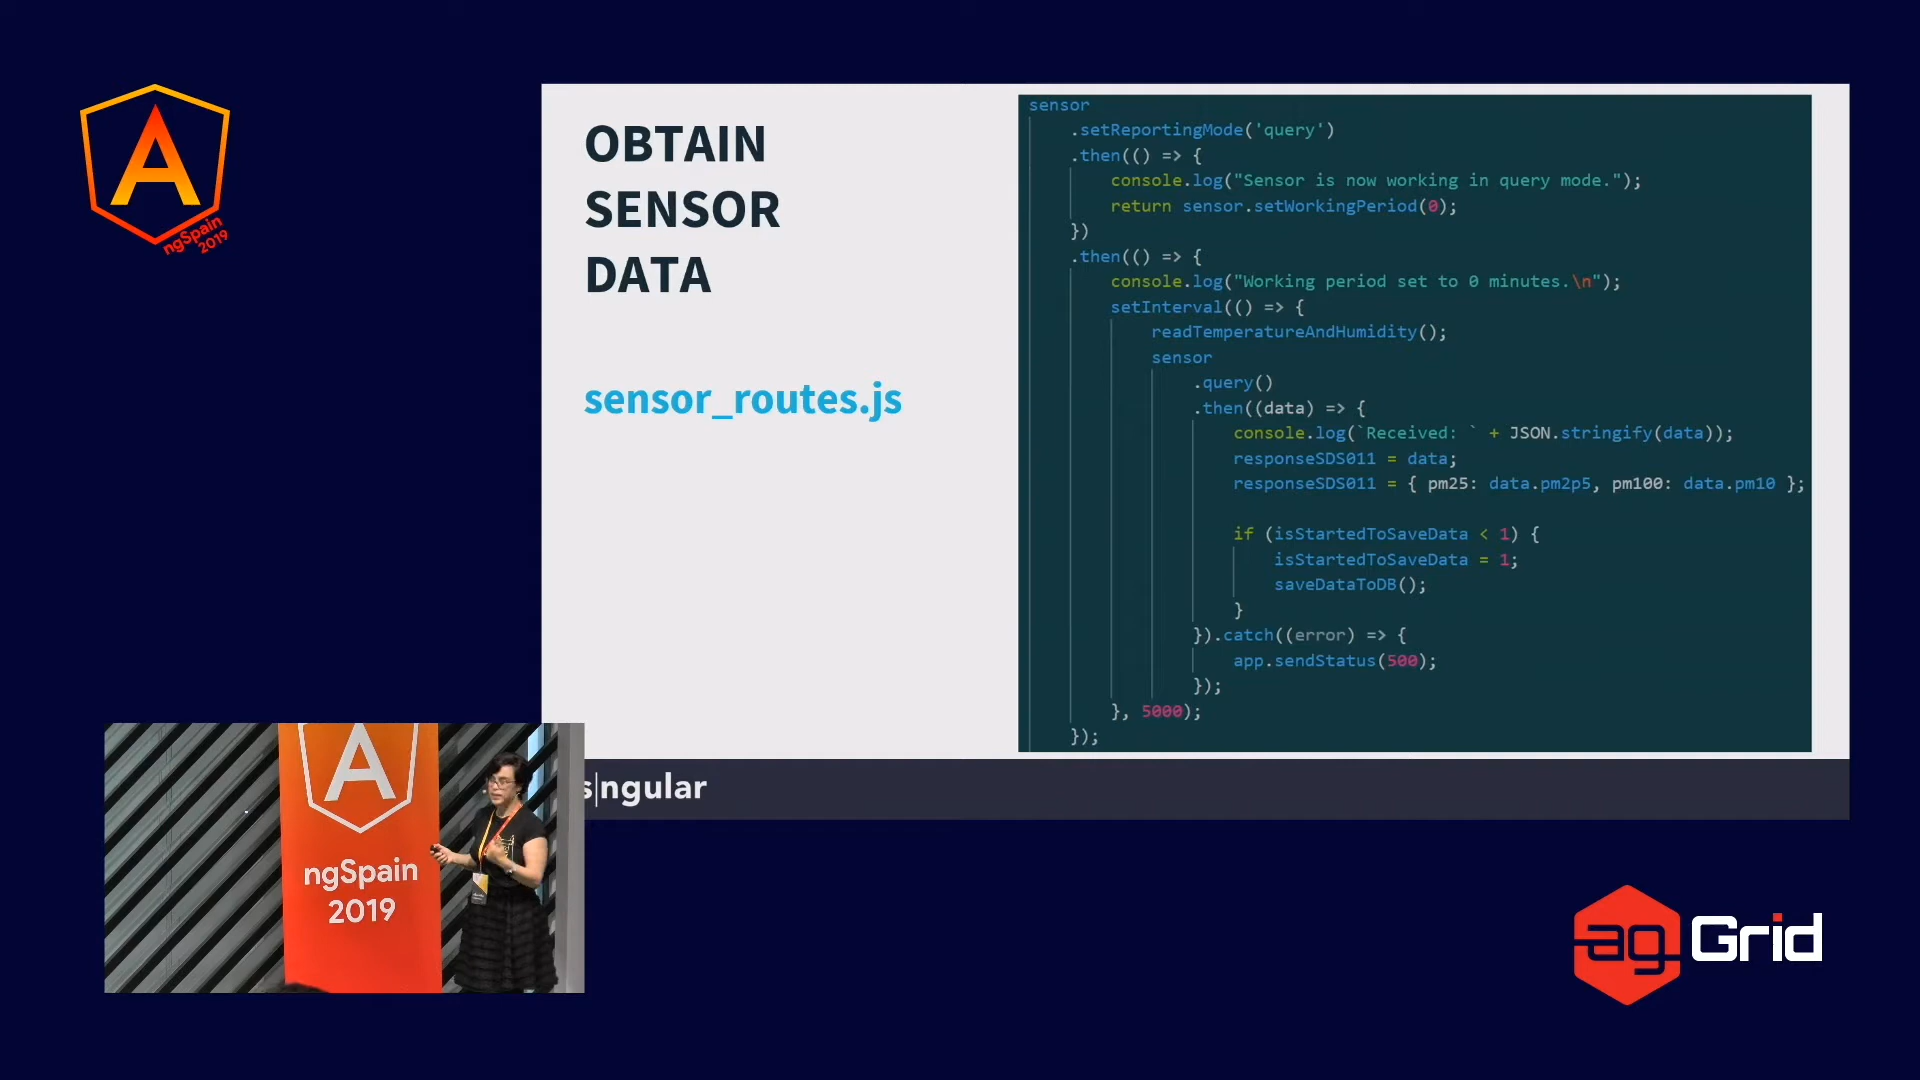 ngSpain
2019
OBTAIN
SENSOR
DATA
sensor_routes.js
sensor
.setReportingMode('query')
.then(() => {
console.log("Sensor is now working in query mode.");
return sensor.setWorkingPeriod(0);
})
.then(() => {
console.log("Working period set to 0 minutes.\n");
setInterval(() => {
readTemperatureAndHumidity();
sensor
.query()
.then((data) => {
console.log(`Received: ` + JSON.stringify(data));
responseSDS011 = data;
responseSDS011 = { pm25: data.pm2p5, pm100: data.pm10 };
if (isStartedToSaveData < 1) {
isStartedToSaveData = 1;
saveDataToDB();
}
}).catch((error) => {
app.sendStatus(500);
});
}, 5000);
});
s|ngular
ngSpain
2019
ag Grid